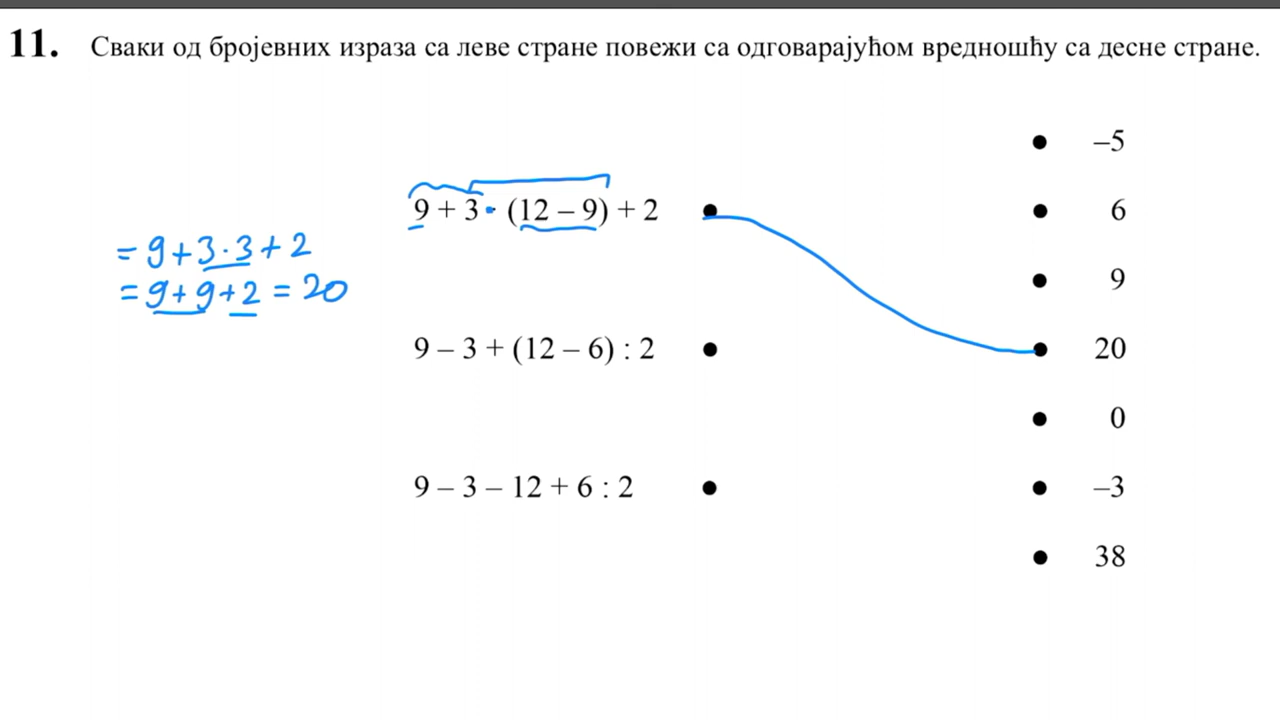 11. Сваки од бројевних израза са леве стране повежи са одговарајућом вредношћу са десне стране.
–5
9 + 3 · (12 – 9) + 2
6
= 9 + 3 · 3 + 2
9
= 9 + 9 + 2 = 20
9 – 3 + (12 – 6) : 2
20
0
9 – 3 – 12 + 6 : 2
–3
38